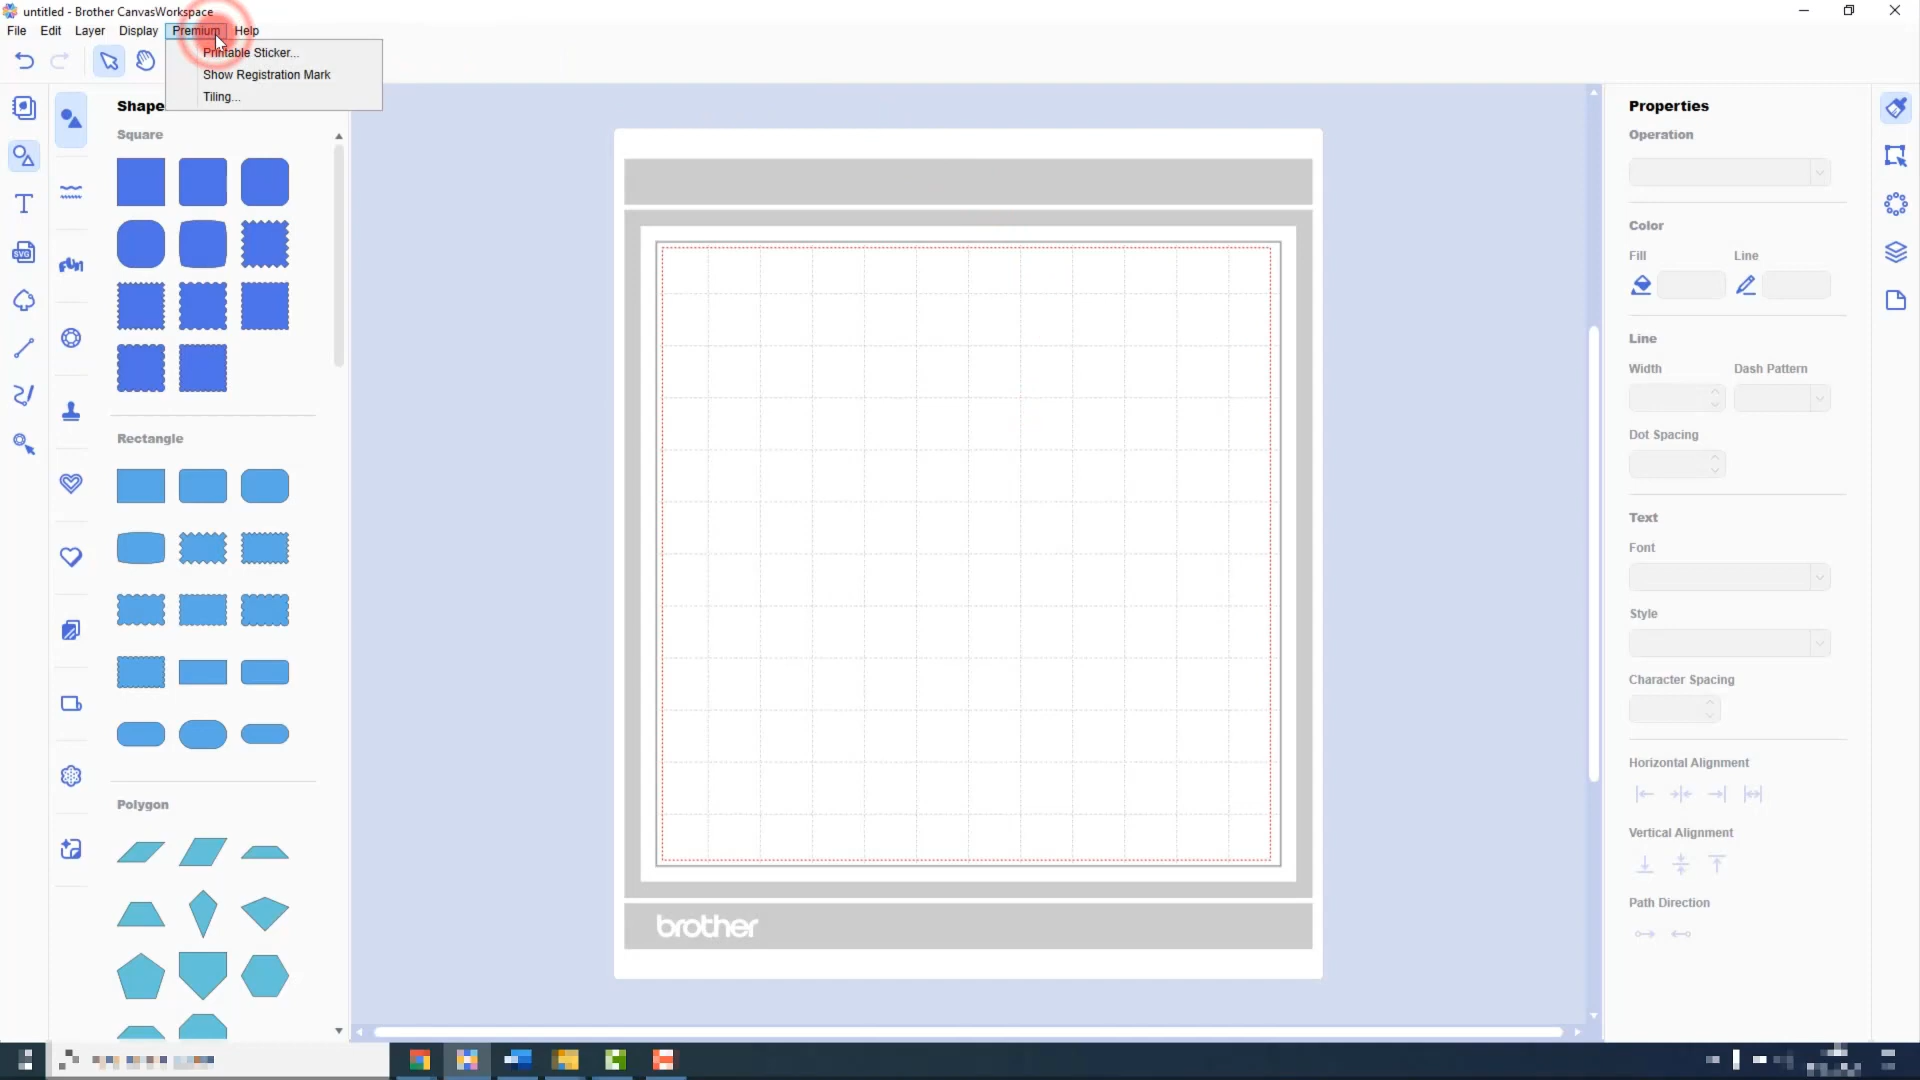 untitled - Brother CanvasWorkspace
File Edit Layer Display Premium Help
Printable Sticker...
Show Registration Mark
Tiling...
Shape
Square
SVG
Fun
Rectangle
Polygon
brother
Properties
Operation
Color
Fill Line
Line
Width Dash Pattern
Dot Spacing
Text
Font
Style
Character Spacing
Horizontal Alignment
Vertical Alignment
Path Direction